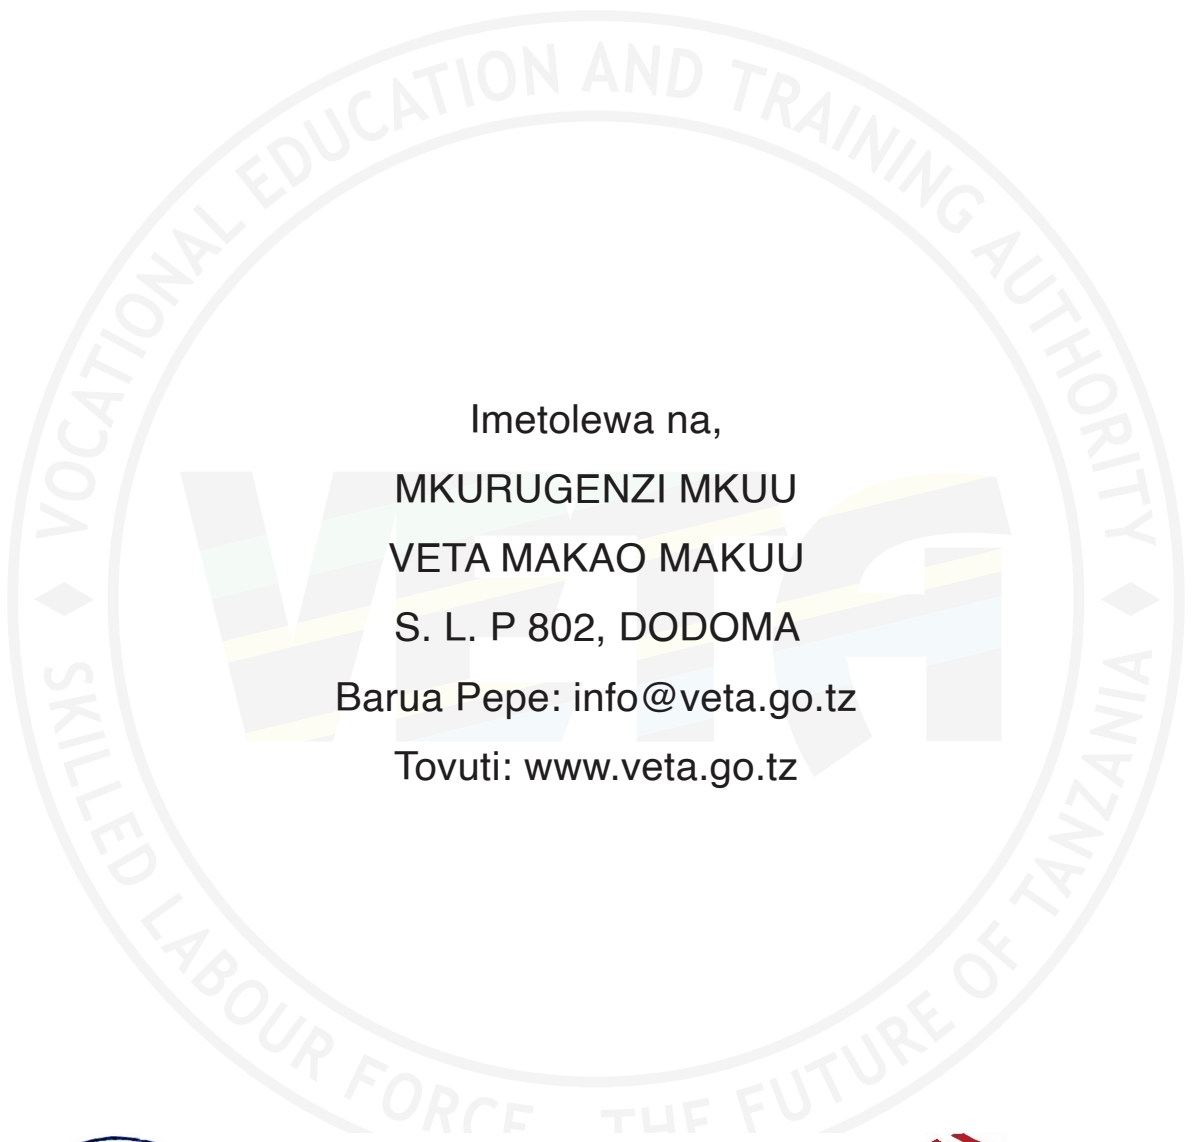 VOCATIONAL EDUCATION AND TRAINING AUTHORITY
Imetolewa na,
MKURUGENZI MKUU
VETA MAKAO MAKUU
S. L. P 802, DODOMA
Barua Pepe: info@veta.go.tz
Tovuti: www.veta.go.tz
VETA
SKILLED LABOUR FORCE THE FUTURE OF TANZANIA